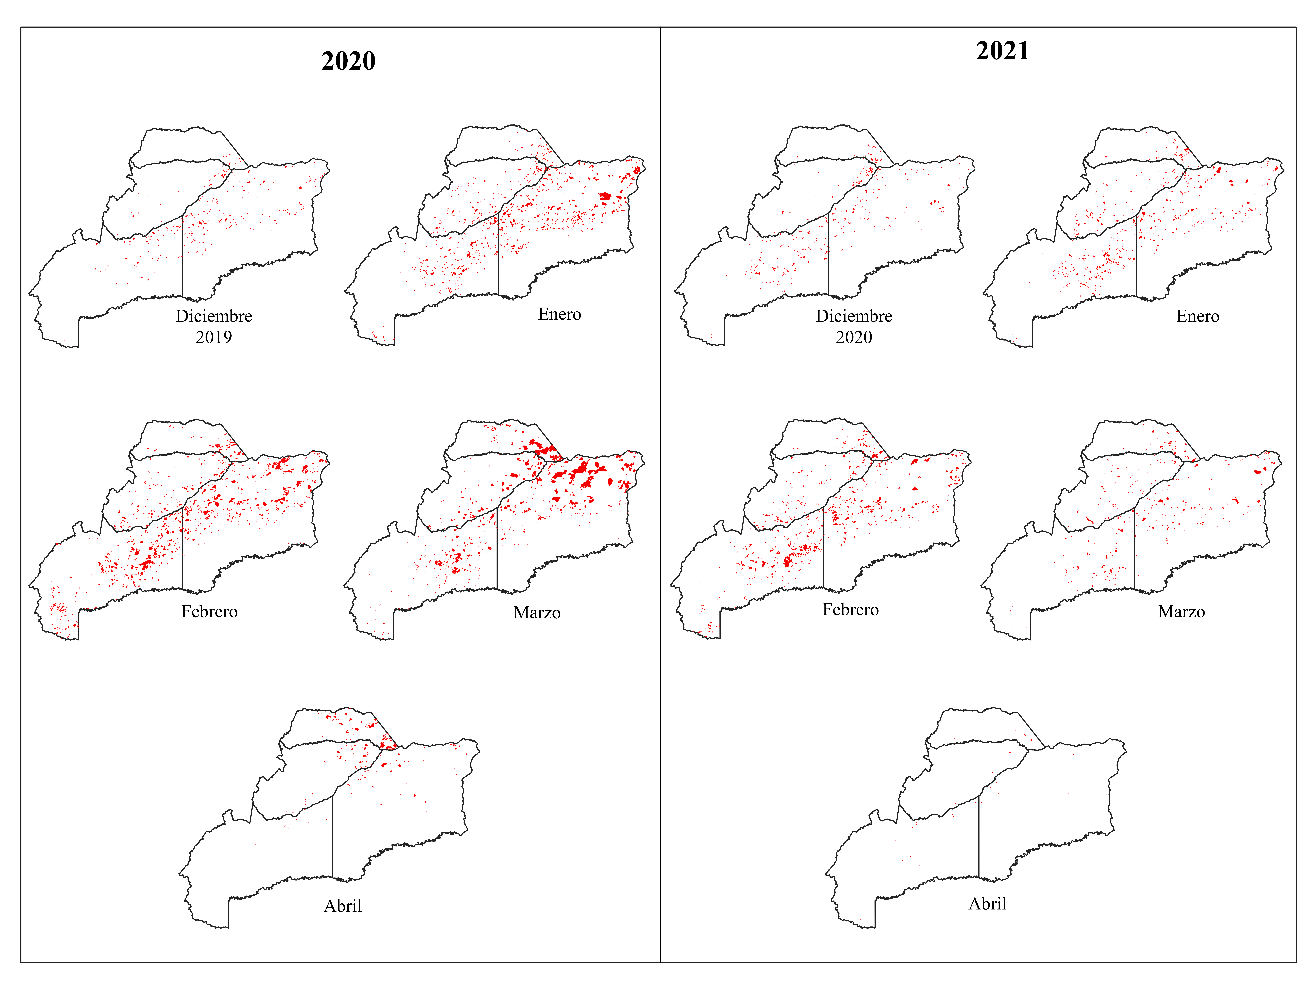 2020
Diciembre
2019
Enero
Febrero
Marzo
Abril
2021
Diciembre
2020
Enero
Febrero
Marzo
Abril